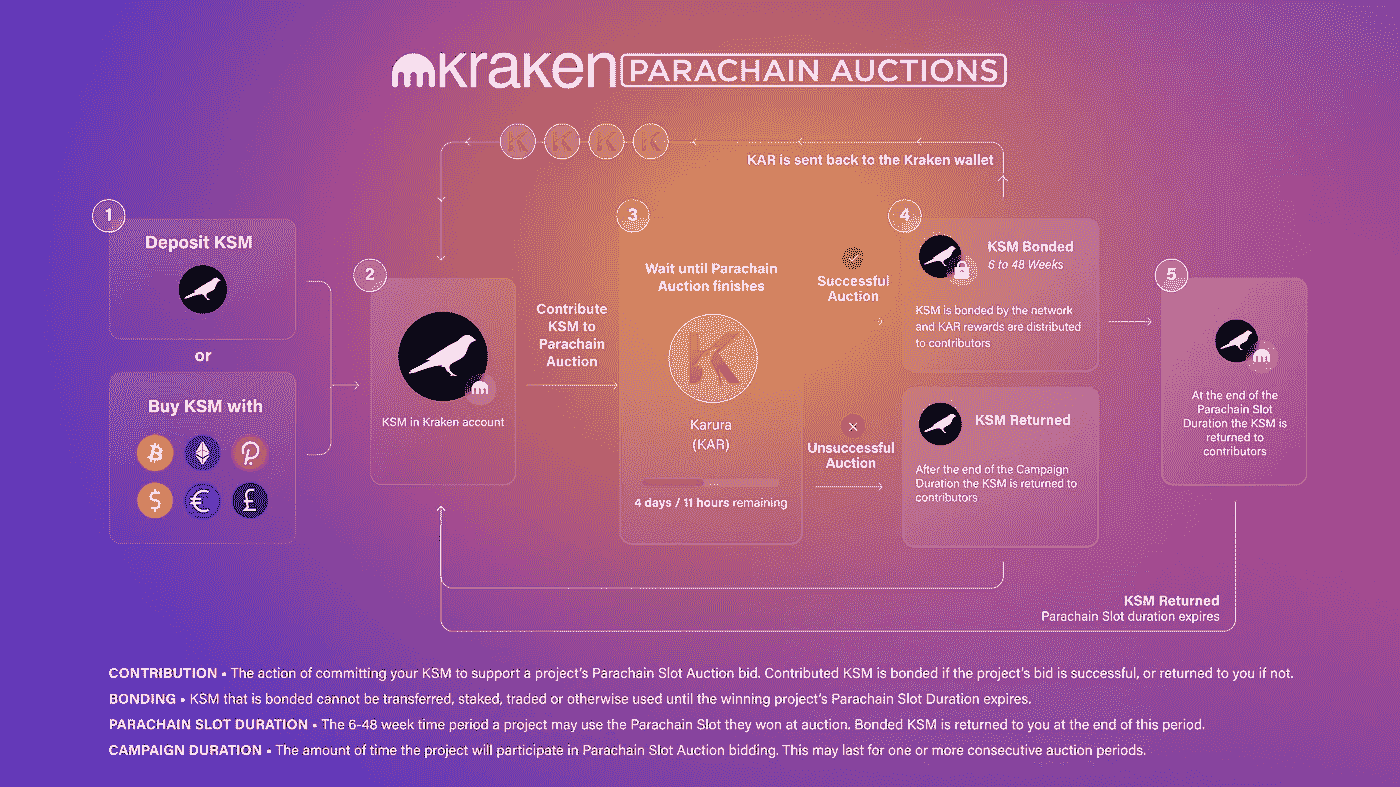 kraken PARACHAIN AUCTIONS
KAR is sent back to the Kraken wallet
1
Deposit KSM
or
Buy KSM with
2
KSM in Kraken account
Contribute
KSM to
Parachain
Auction
3
Wait until Parachain
Auction finishes
Karura
(KAR)
4 days / 11 hours remaining
Successful
Auction
Unsuccessful
Auction
4
KSM Bonded
6 to 48 Weeks
KSM is bonded by the network
and KAR rewards are distributed
to contributors
KSM Returned
After the end of the Campaign
Duration the KSM is returned to
contributors
5
At the end of the
Parachain Slot
Duration the KSM is
returned to
contributors
KSM Returned
Parachain Slot duration expires
CONTRIBUTION • The action of committing your KSM to support a project's Parachain Slot Auction bid. Contributed KSM is bonded if the project's bid is successful, or returned to you if not.
BONDING • KSM that is bonded cannot be transferred, staked, traded or otherwise used until the winning project's Parachain Slot Duration expires.
PARACHAIN SLOT DURATION • The 6-48 week time period a project may use the Parachain Slot they won at auction. Bonded KSM is returned to you at the end of this period.
CAMPAIGN DURATION • The amount of time the project will participate in Parachain Slot Auction bidding. This may last for one or more consecutive auction periods.